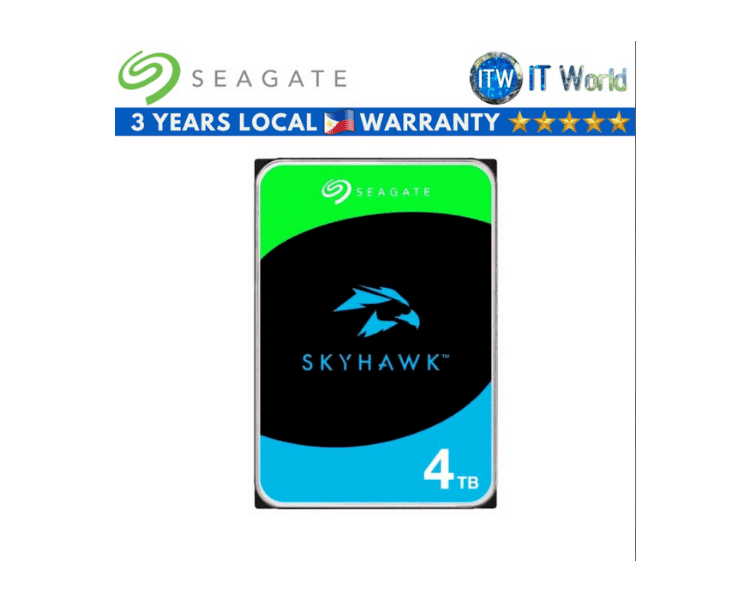 SEAGATE
ITW IT World
3 YEARS LOCAL WARRANTY
SEAGATE
SKYHAWK™
4TB